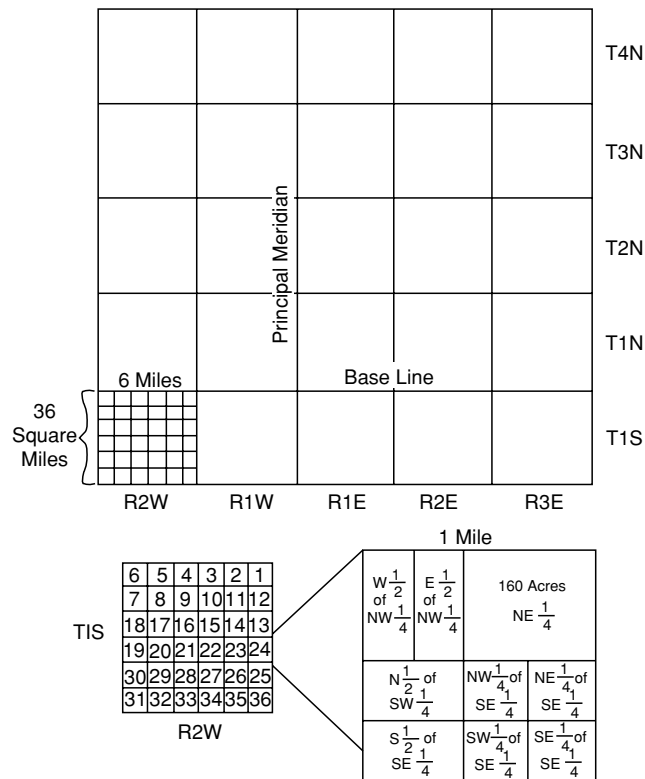 T4N
T3N
T2N
Principal Meridian
T1N
6 Miles
Base Line
36
Square
Miles
T1S
R2W R1W R1E R2E R3E
1 Mile
6 5 4 3 2 1
7 8 9 10 11 12
18 17 16 15 14 13
19 20 21 22 23 24
30 29 28 27 26 25
31 32 33 34 35 36
TIS
R2W
W 1/2
of
NW 1/4
E 1/2
of
NW 1/4
160 Acres
NE 1/4
N 1/2 of
SW 1/4
NW 1/4 of
SE 1/4
NE 1/4 of
SE 1/4
S 1/2 of
SE 1/4
SW 1/4 of
SE 1/4
SE 1/4 of
SE 1/4